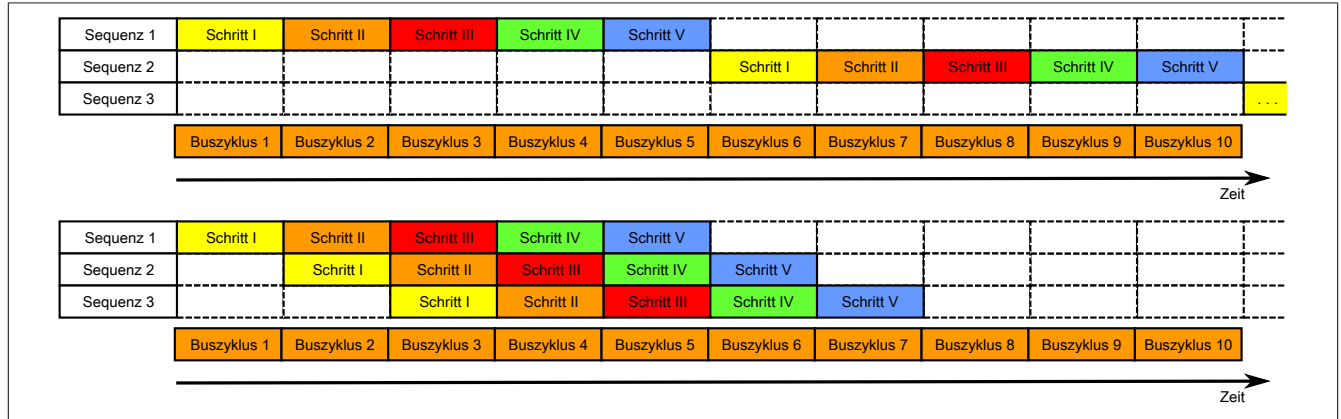 Sequenz 1 Schritt I Schritt II Schritt III Schritt IV Schritt V
Sequenz 2 Schritt I Schritt II Schritt III Schritt IV Schritt V
Sequenz 3 . . .
Buszyklus 1 Buszyklus 2 Buszyklus 3 Buszyklus 4 Buszyklus 5 Buszyklus 6 Buszyklus 7 Buszyklus 8 Buszyklus 9 Buszyklus 10
Zeit
Sequenz 1 Schritt I Schritt II Schritt III Schritt IV Schritt V
Sequenz 2 Schritt I Schritt II Schritt III Schritt IV Schritt V
Sequenz 3 Schritt I Schritt II Schritt III Schritt IV Schritt V
Buszyklus 1 Buszyklus 2 Buszyklus 3 Buszyklus 4 Buszyklus 5 Buszyklus 6 Buszyklus 7 Buszyklus 8 Buszyklus 9 Buszyklus 10
Zeit